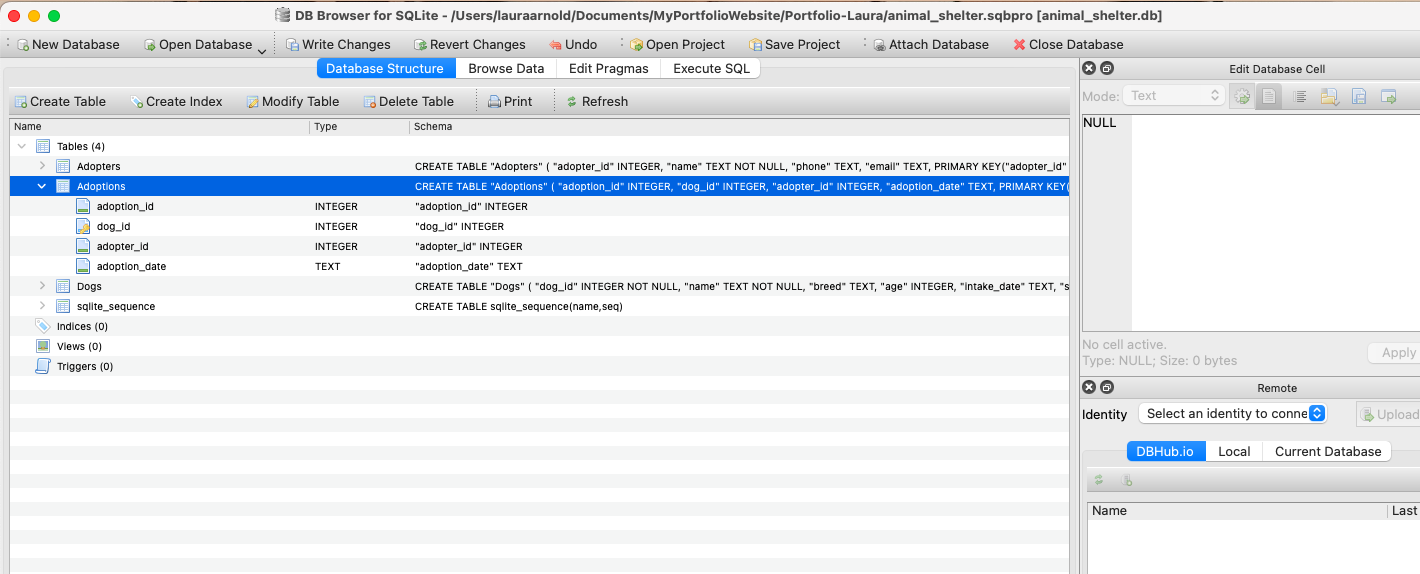 DB Browser for SQLite - /Users/lauraarnold/Documents/MyPortfolioWebsite/Portfolio-Laura/animal_shelter.sqbpro [animal_shelter.db]
New Database Open Database Write Changes Revert Changes Undo Open Project Save Project Attach Database Close Database
Database Structure Browse Data Edit Pragmas Execute SQL
Create Table Create Index Modify Table Delete Table Print Refresh
Name Type Schema
Tables (4)
Adopters CREATE TABLE "Adopters" ( "adopter_id" INTEGER, "name" TEXT NOT NULL, "phone" TEXT, "email" TEXT, PRIMARY KEY("adopter_id"
Adoptions CREATE TABLE "Adoptions" ( "adoption_id" INTEGER, "dog_id" INTEGER, "adopter_id" INTEGER, "adoption_date" TEXT, PRIMARY KEY(
adoption_id INTEGER "adoption_id" INTEGER
dog_id INTEGER "dog_id" INTEGER
adopter_id INTEGER "adopter_id" INTEGER
adoption_date TEXT "adoption_date" TEXT
Dogs CREATE TABLE "Dogs" ( "dog_id" INTEGER NOT NULL, "name" TEXT NOT NULL, "breed" TEXT, "age" INTEGER, "intake_date" TEXT, "s
sqlite_sequence CREATE TABLE sqlite_sequence(name,seq)
Indices (0)
Views (0)
Triggers (0)
Edit Database Cell
Mode: Text
NULL
No cell active.
Type: NULL; Size: 0 bytes
Apply
Remote
Identity Select an identity to conne Upload
DBHub.io Local Current Database
Name Last